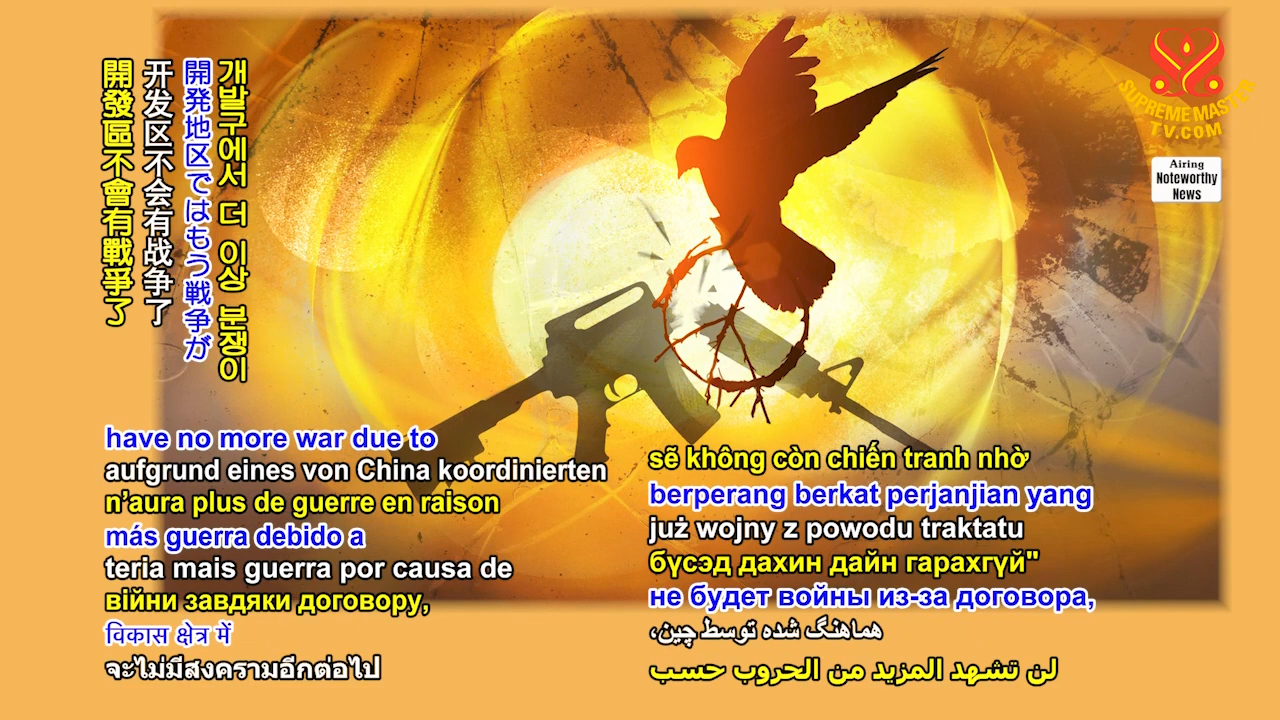 開發區不會有戰爭了
开发区不会有战争了
開発地区ではもう戦争が
개발구에서 더 이상 분쟁이
SUPREME MASTER
TV.COM
Airing
Noteworthy
News
have no more war due to
aufgrund eines von China koordinierten
n’aura plus de guerre en raison
más guerra debido a
teria mais guerra por causa de
війни завдяки договору,
विकास क्षेत्र में
จะไม่มีสงครามอีกต่อไป
sẽ không còn chiến tranh nhờ
berperang berkat perjanjian yang
już wojny z powodu traktatu
бүсэд дахин дайн гарахгүй"
не будет войны из-за договора,
هماهنگ شده توسط چین،
لن تشهد المزيد من الحروب حسب